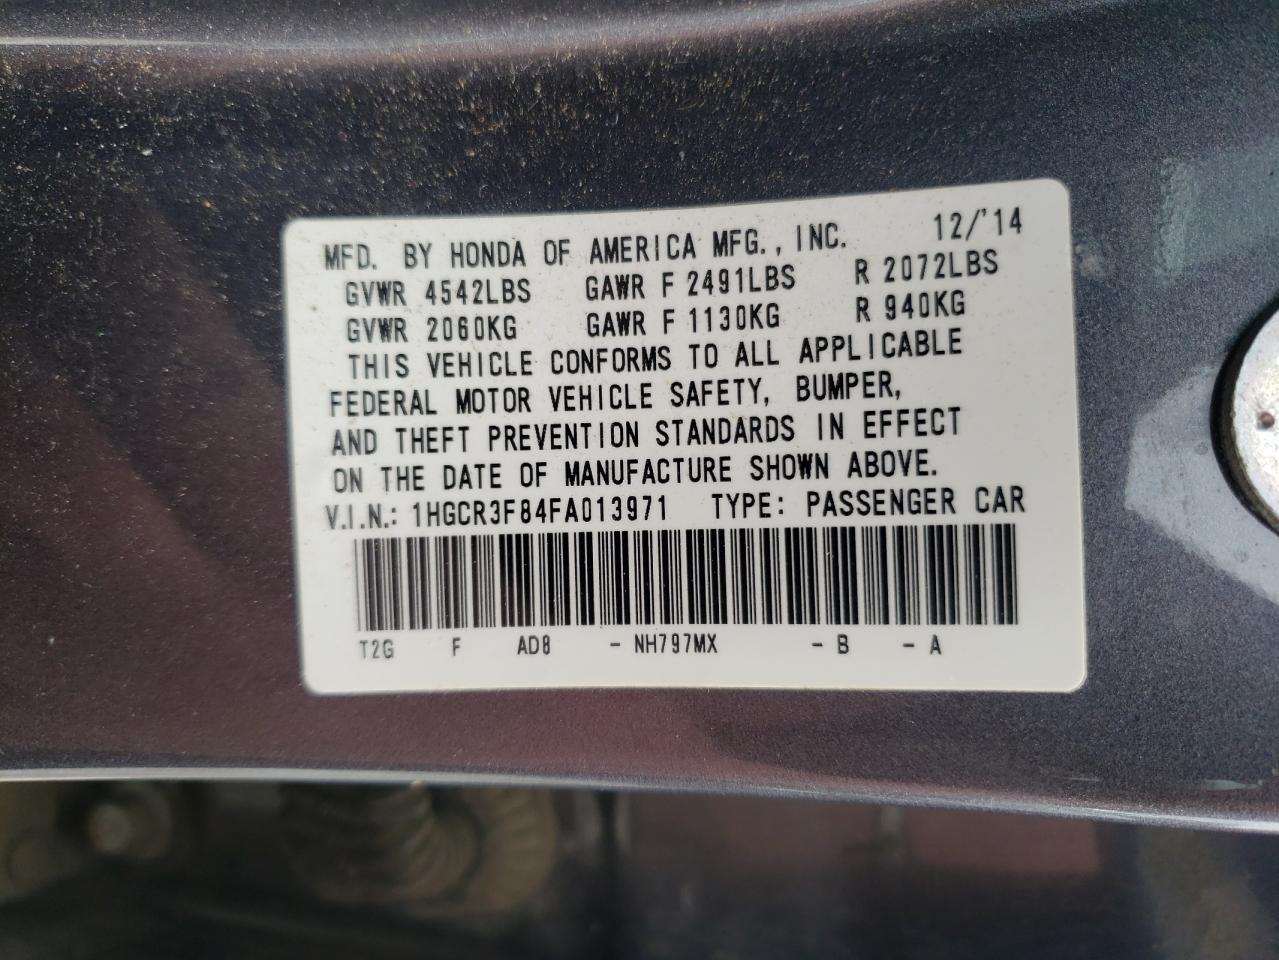 MFD. BY HONDA OF AMERICA MFG., INC. 12/'14
GVWR 4542LBS GAWR F 2491LBS R 2072LBS
GVWR 2060KG GAWR F 1130KG R 940KG
THIS VEHICLE CONFORMS TO ALL APPLICABLE
FEDERAL MOTOR VEHICLE SAFETY, BUMPER,
AND THEFT PREVENTION STANDARDS IN EFFECT
ON THE DATE OF MANUFACTURE SHOWN ABOVE.
V.I.N.: 1HGCR3F84FA013971 TYPE: PASSENGER CAR
T2G F AD8 - NH797MX - B - A